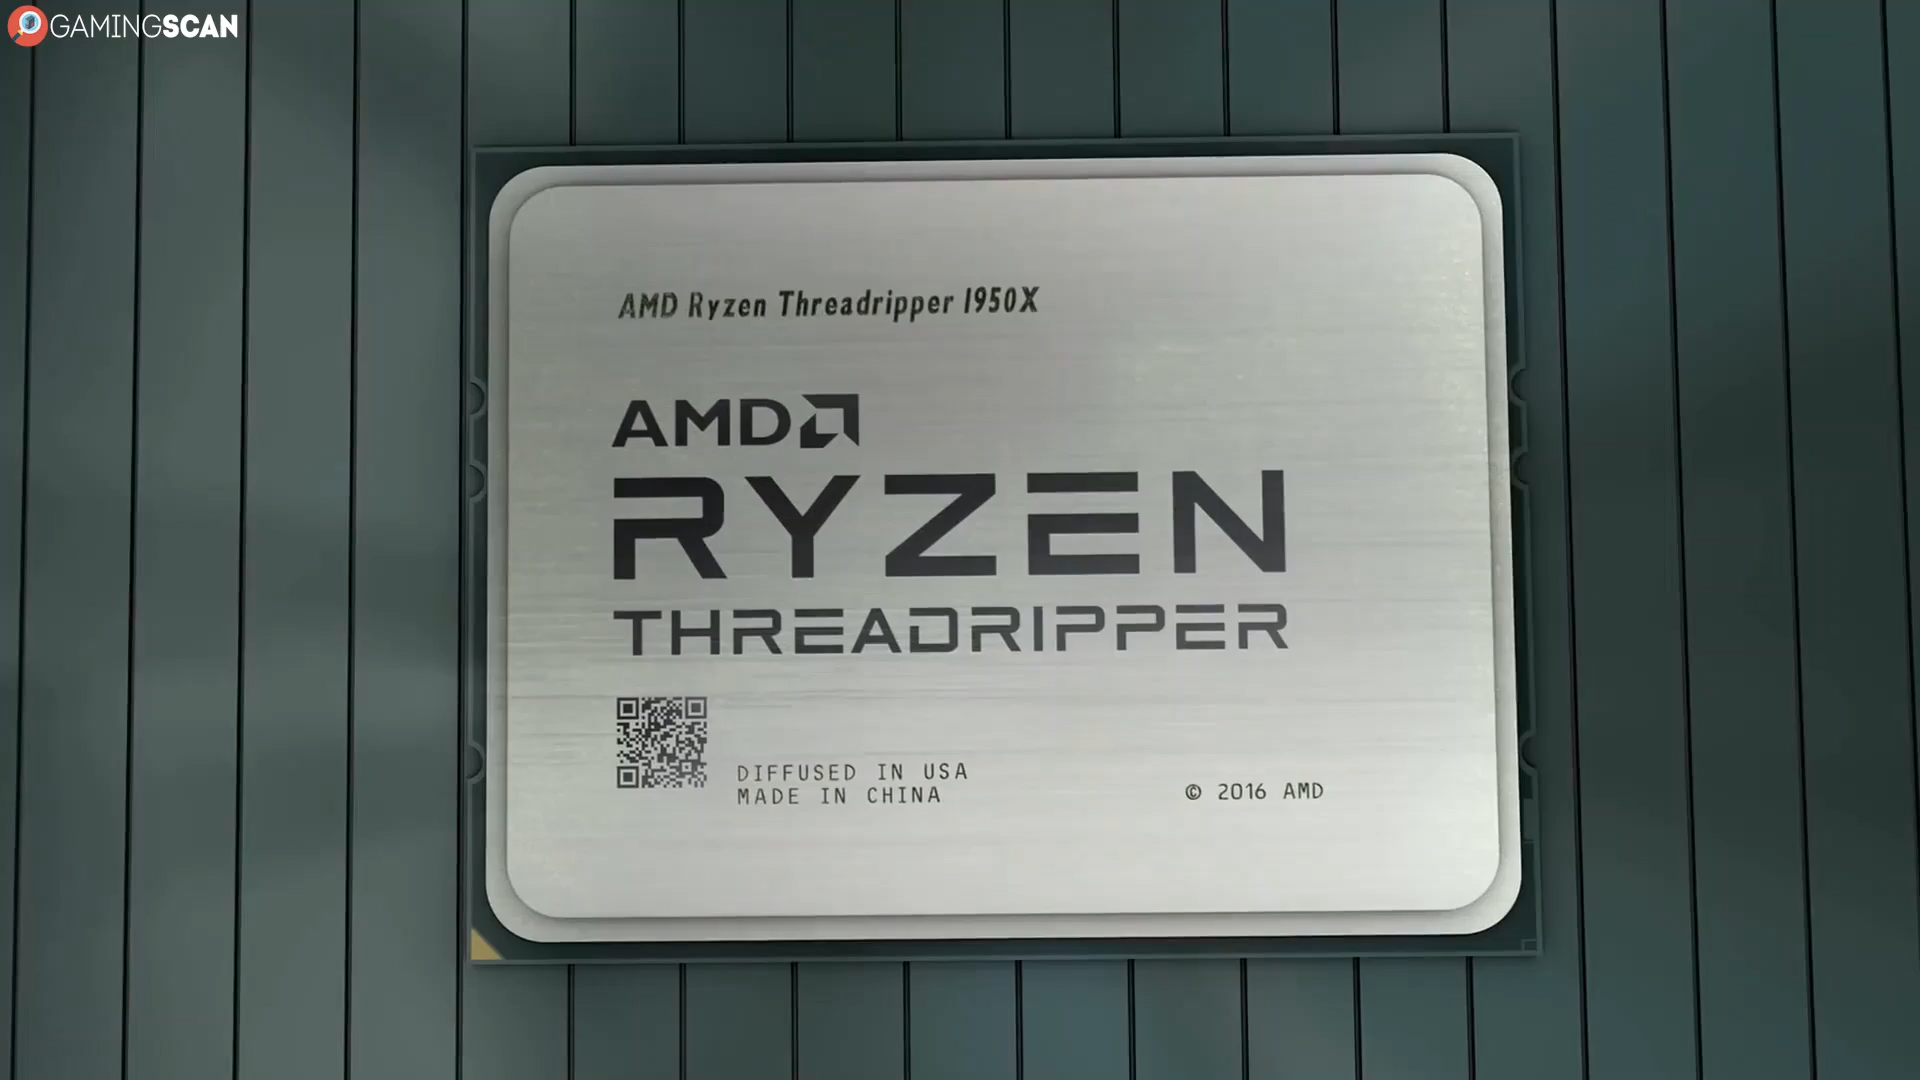 GAMINGSCAN
AMD Ryzen Threadripper 1950X
AMD
RYZEN
THREADRIPPER
DIFFUSED IN USA
MADE IN CHINA
© 2016 AMD